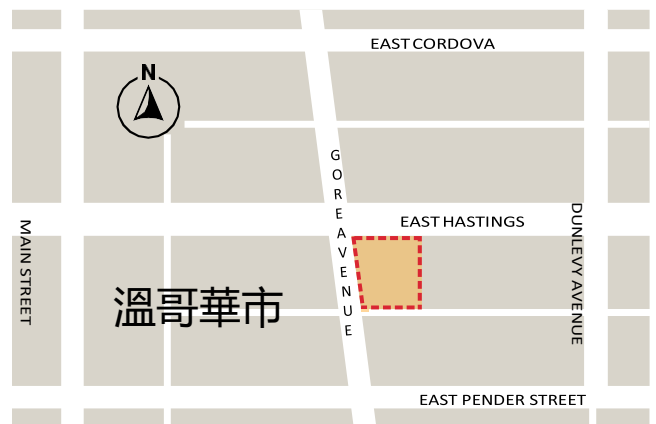 EAST CORDOVA
N
GORE AVENUE
EAST HASTINGS
MAIN STREET
DUNLEVY AVENUE
溫哥華市
EAST PENDER STREET